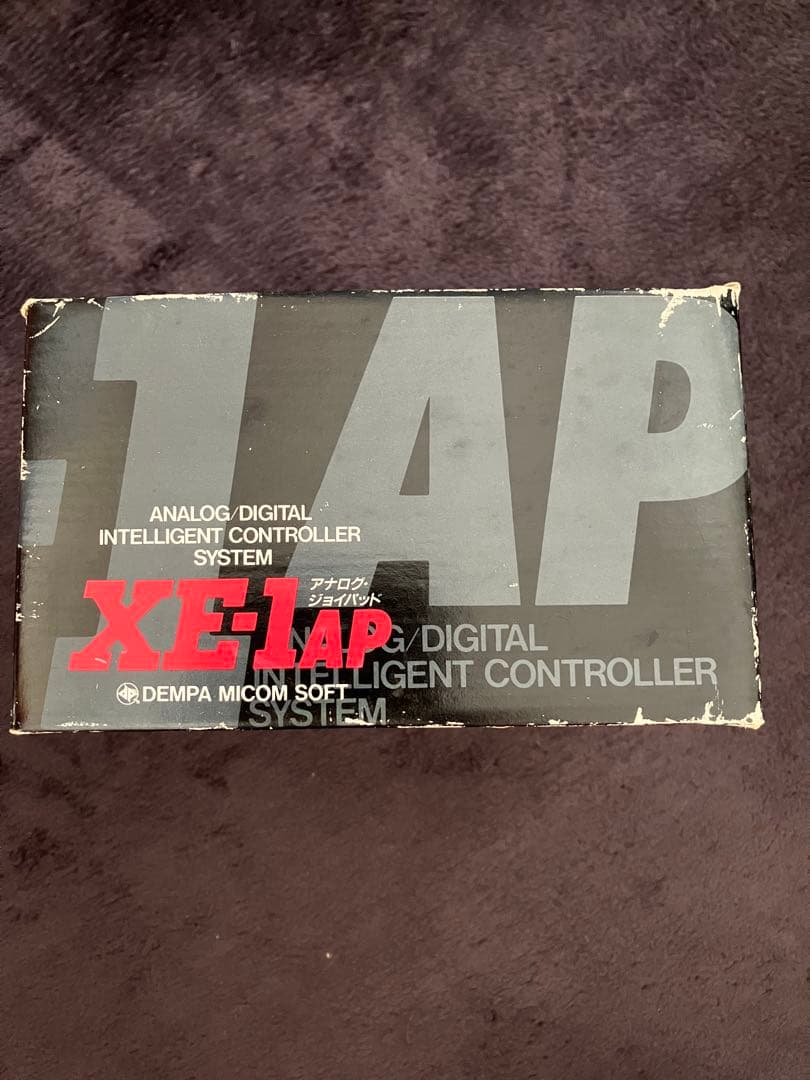 -1AP
ANALOG/DIGITAL
INTELLIGENT CONTROLLER
SYSTEM
XE-1AP
アナログ・
ジョイパッド
DEMPA MICOM SOFT
ANALOG/DIGITAL
INTELLIGENT CONTROLLER
SYSTEM